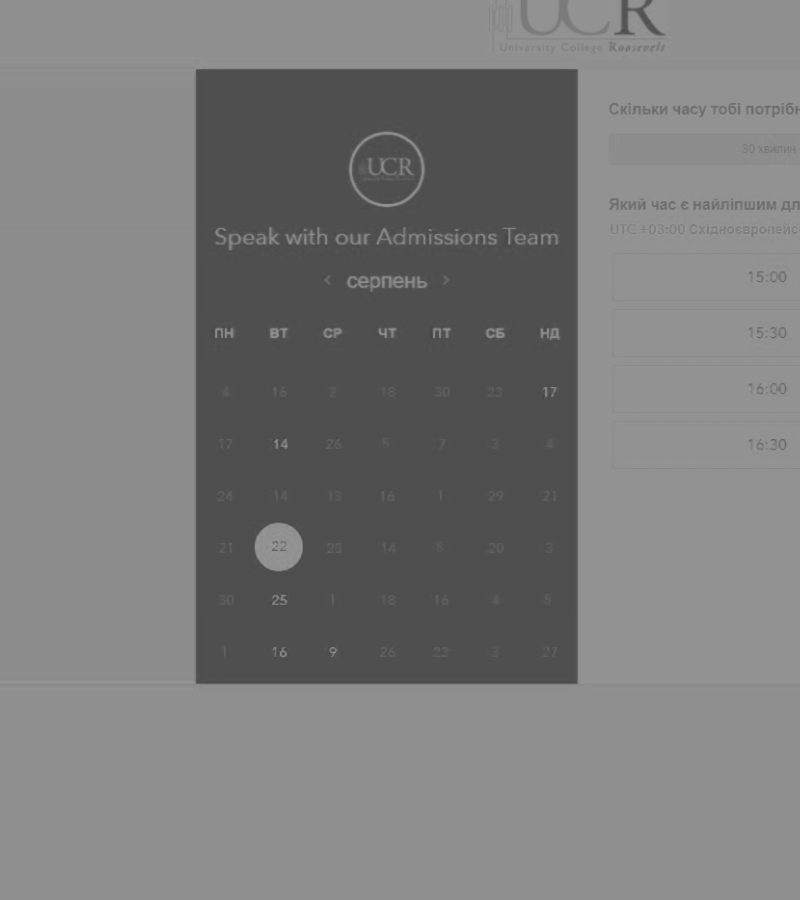 UCR
University College Roosevelt
UCR
Speak with our Admissions Team
‹ серпень ›
ПН ВТ СР ЧТ ПТ СБ НД
4 16 2 18 30 23 17
17 14 26 5 7 3 4
24 14 13 16 1 29 21
21 22 23 14 5 20 3
30 25 1 18 16 4 5
1 16 9 26 23 3 27
Скільки часу тобі потрібн
30 хвилин
Який час є найліпшим дл
UTC +03:00 Східноєвропейс
15:00
15:30
16:00
16:30